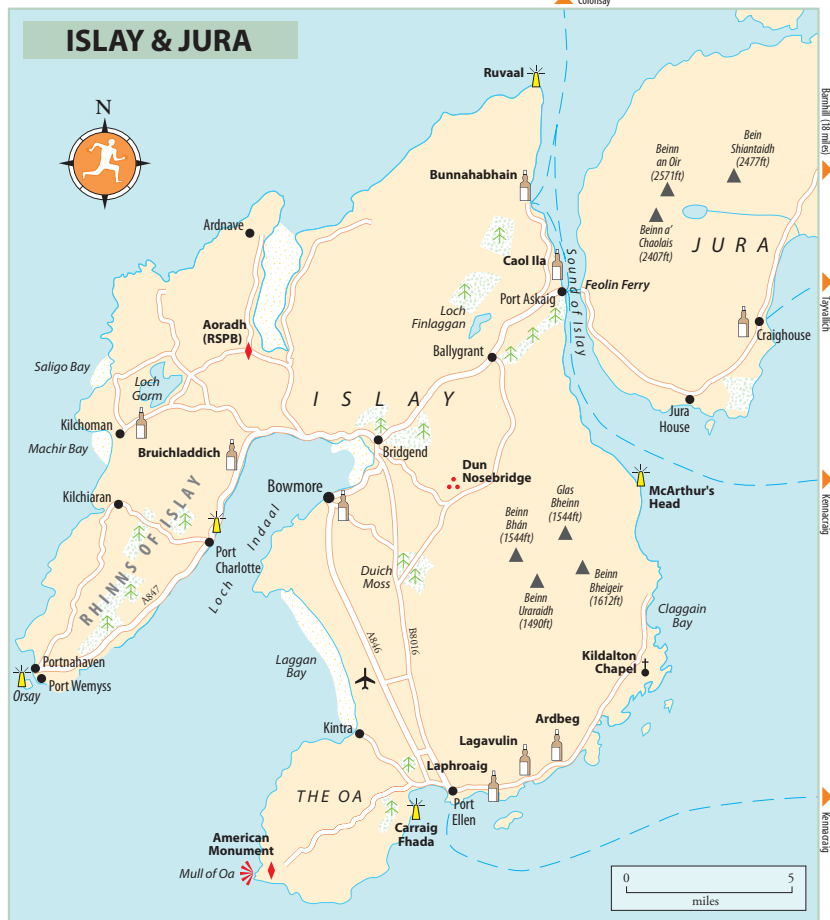 Colonsay
ISLAY & JURA
Ruvaal
N
Barnhill (18 miles)
Bein
Shiantaidh
(2477ft)
Beinn
an Oir
(2571ft)
Bunnahabhain
Beinn a'
Chaolais
(2407ft)
JURA
Ardnave
Caol Ila
Sound of Islay
Feolin Ferry
Port Askaig
Tayvallich
Loch
Finlaggan
Craighouse
Aoradh
(RSPB)
Ballygrant
Saligo Bay
Loch
Gorm
ISLAY
Jura
House
Kilchoman
Machir Bay
Bruichladdich
Bridgend
Dun
Nosebridge
McArthur's
Head
Kennacraig
Bowmore
Kilchiaran
RHINNS OF ISLAY
Glas
Bheinn
(1544ft)
Beinn
Bhán
(1544ft)
Port
Charlotte
Loch Indaal
Duich
Moss
Beinn
Bheigeir
(1612ft)
Beinn
Uraraidh
(1490ft)
A847
Claggain
Bay
A846
B8016
Laggan
Bay
Kildalton
Chapel
Portnahaven
Port Wemyss
Orsay
Kintra
Ardbeg
Lagavulin
Laphroaig
THE OA
Port
Ellen
Carraig
Fhada
Kennacraig
American
Monument
Mull of Oa
0 5
miles